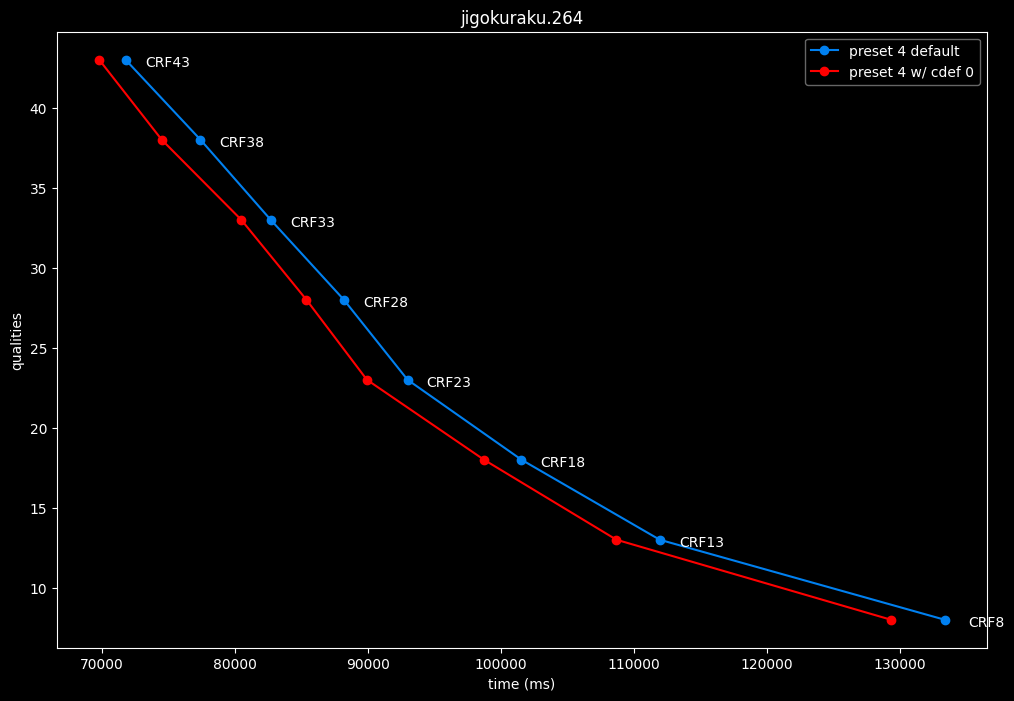 jigokuraku.264
preset 4 default
preset 4 w/ cdef 0
CRF43
CRF38
CRF33
CRF28
CRF23
CRF18
CRF13
CRF8
qualities
40
35
30
25
20
15
10
70000
80000
90000
100000
110000
120000
130000
time (ms)